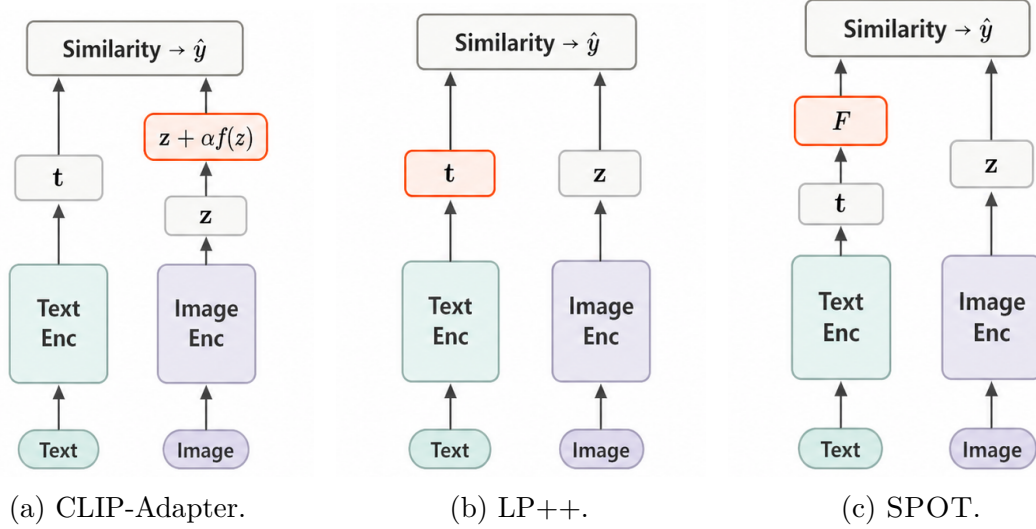 Similarity → ŷ
z + αf(z)
t
z
Text
Enc
Image
Enc
Text
Image
(a) CLIP-Adapter.
Similarity → ŷ
t
z
Text
Enc
Image
Enc
Text
Image
(b) LP++.
Similarity → ŷ
F
z
t
Text
Enc
Image
Enc
Text
Image
(c) SPOT.